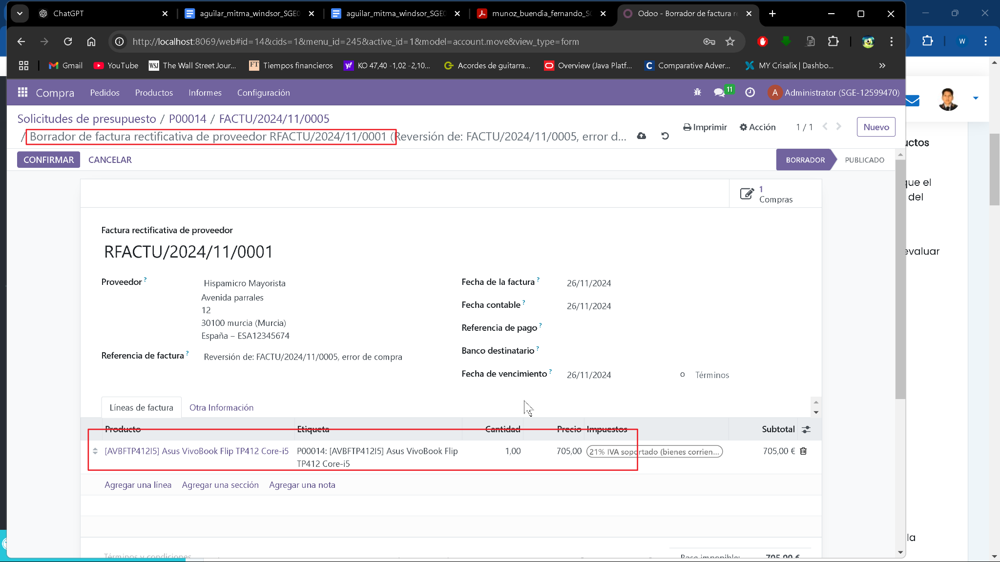 ChatGPT
aguilar_mitma_windsor_SGE0
aguilar_mitma_windsor_SGE0
munoz_buendia_fernando_SG
Odoo - Borrador de factura re
http://localhost:8069/web#id=14&cids=1&menu_id=245&active_id=1&model=account.move&view_type=form
W
Gmail
YouTube
WSJ The Wall Street Jour...
FT Tiempos financieros
KO 47,40 -1,02 -2,10...
Acordes de guitarra...
Overview (Java Platf...
C Comparative Adver...
MY Crisalix | Dashbo...
Compra
Pedidos
Productos
Informes
Configuración
11
A Administrator (SGE-12599470)
Solicitudes de presupuesto / P00014 / FACTU/2024/11/0005
/ Borrador de factura rectificativa de proveedor RFACTU/2024/11/0001 (Reversión de: FACTU/2024/11/0005, error d...
Imprimir
Acción
1 / 1
Nuevo
CONFIRMAR
CANCELAR
BORRADOR
PUBLICADO
1
Compras
Factura rectificativa de proveedor
RFACTU/2024/11/0001
Proveedor ?
Hispamicro Mayorista
Avenida parrales
12
30100 murcia (Murcia)
España – ESA12345674
Referencia de factura ?
Reversión de: FACTU/2024/11/0005, error de compra
Fecha de la factura ?
26/11/2024
Fecha contable ?
26/11/2024
Referencia de pago ?
Banco destinatario ?
Fecha de vencimiento ?
26/11/2024
o
Términos
Líneas de factura
Otra Información
Producto
Etiqueta
Cantidad
Precio
Impuestos
Subtotal
[AVBFTP412I5] Asus VivoBook Flip TP412 Core-i5
P00014: [AVBFTP412I5] Asus VivoBook Flip
TP412 Core-i5
1,00
705,00
21% IVA soportado (bienes corrien...
705,00 €
Agregar una línea
Agregar una sección
Agregar una nota
Términos y condiciones
Base imponible:
705,00 €
uctos
que el
del
evaluar
la